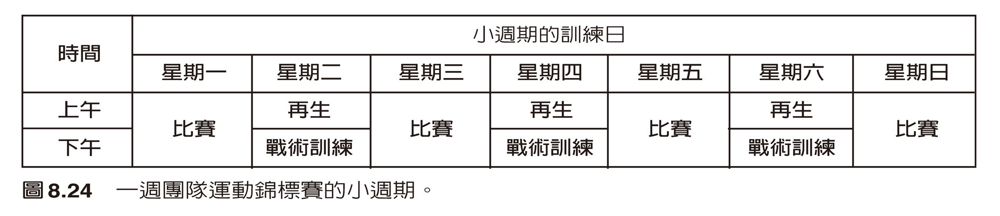 小週期的訓練日
時間
星期一 星期二 星期三 星期四 星期五 星期六 星期日
上午 再生 再生 再生
比賽 比賽 比賽 比賽
下午 戰術訓練 戰術訓練 戰術訓練
圖 8.24 一週團隊運動錦標賽的小週期。